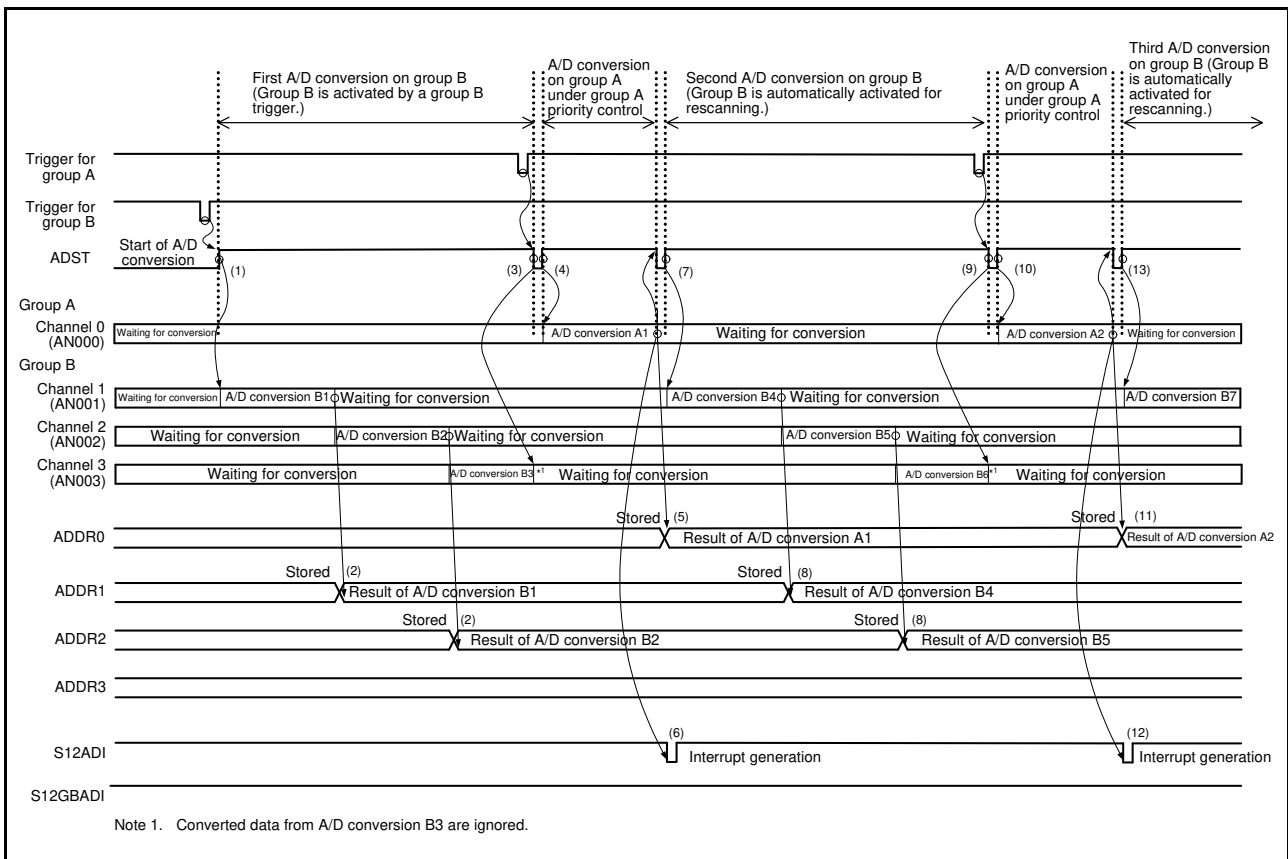 First A/D conversion on group B
(Group B is activated by a group B
trigger.)
A/D conversion
on group A
under group A
priority control
Second A/D conversion on group B
(Group B is automatically activated for
rescanning.)
A/D conversion
on group A
under group A
priority control
Third A/D conversion
on group B (Group B
is automatically
activated for
rescanning.)
Trigger for
group A
Trigger for
group B
ADST
Start of A/D
conversion
(1)
(3)
(4)
(7)
(9)
(10)
(13)
Group A
Channel 0
(AN000)
Waiting for conversion
A/D conversion A1
Waiting for conversion
A/D conversion A2
Waiting for conversion
Group B
Channel 1
(AN001)
Waiting for conversion
A/D conversion B1
Waiting for conversion
A/D conversion B4
Waiting for conversion
A/D conversion B7
Channel 2
(AN002)
Waiting for conversion
A/D conversion B2
Waiting for conversion
A/D conversion B5
Waiting for conversion
Channel 3
(AN003)
Waiting for conversion
A/D conversion B3 *1
Waiting for conversion
A/D conversion B6 *1
Waiting for conversion
ADDR0
Stored (5)
Result of A/D conversion A1
Stored (11)
Result of A/D conversion A2
ADDR1
Stored (2)
Result of A/D conversion B1
Stored (8)
Result of A/D conversion B4
ADDR2
Stored (2)
Result of A/D conversion B2
Stored (8)
Result of A/D conversion B5
ADDR3
S12ADI
(6)
Interrupt generation
(12)
Interrupt generation
S12GBADI
Note 1. Converted data from A/D conversion B3 are ignored.